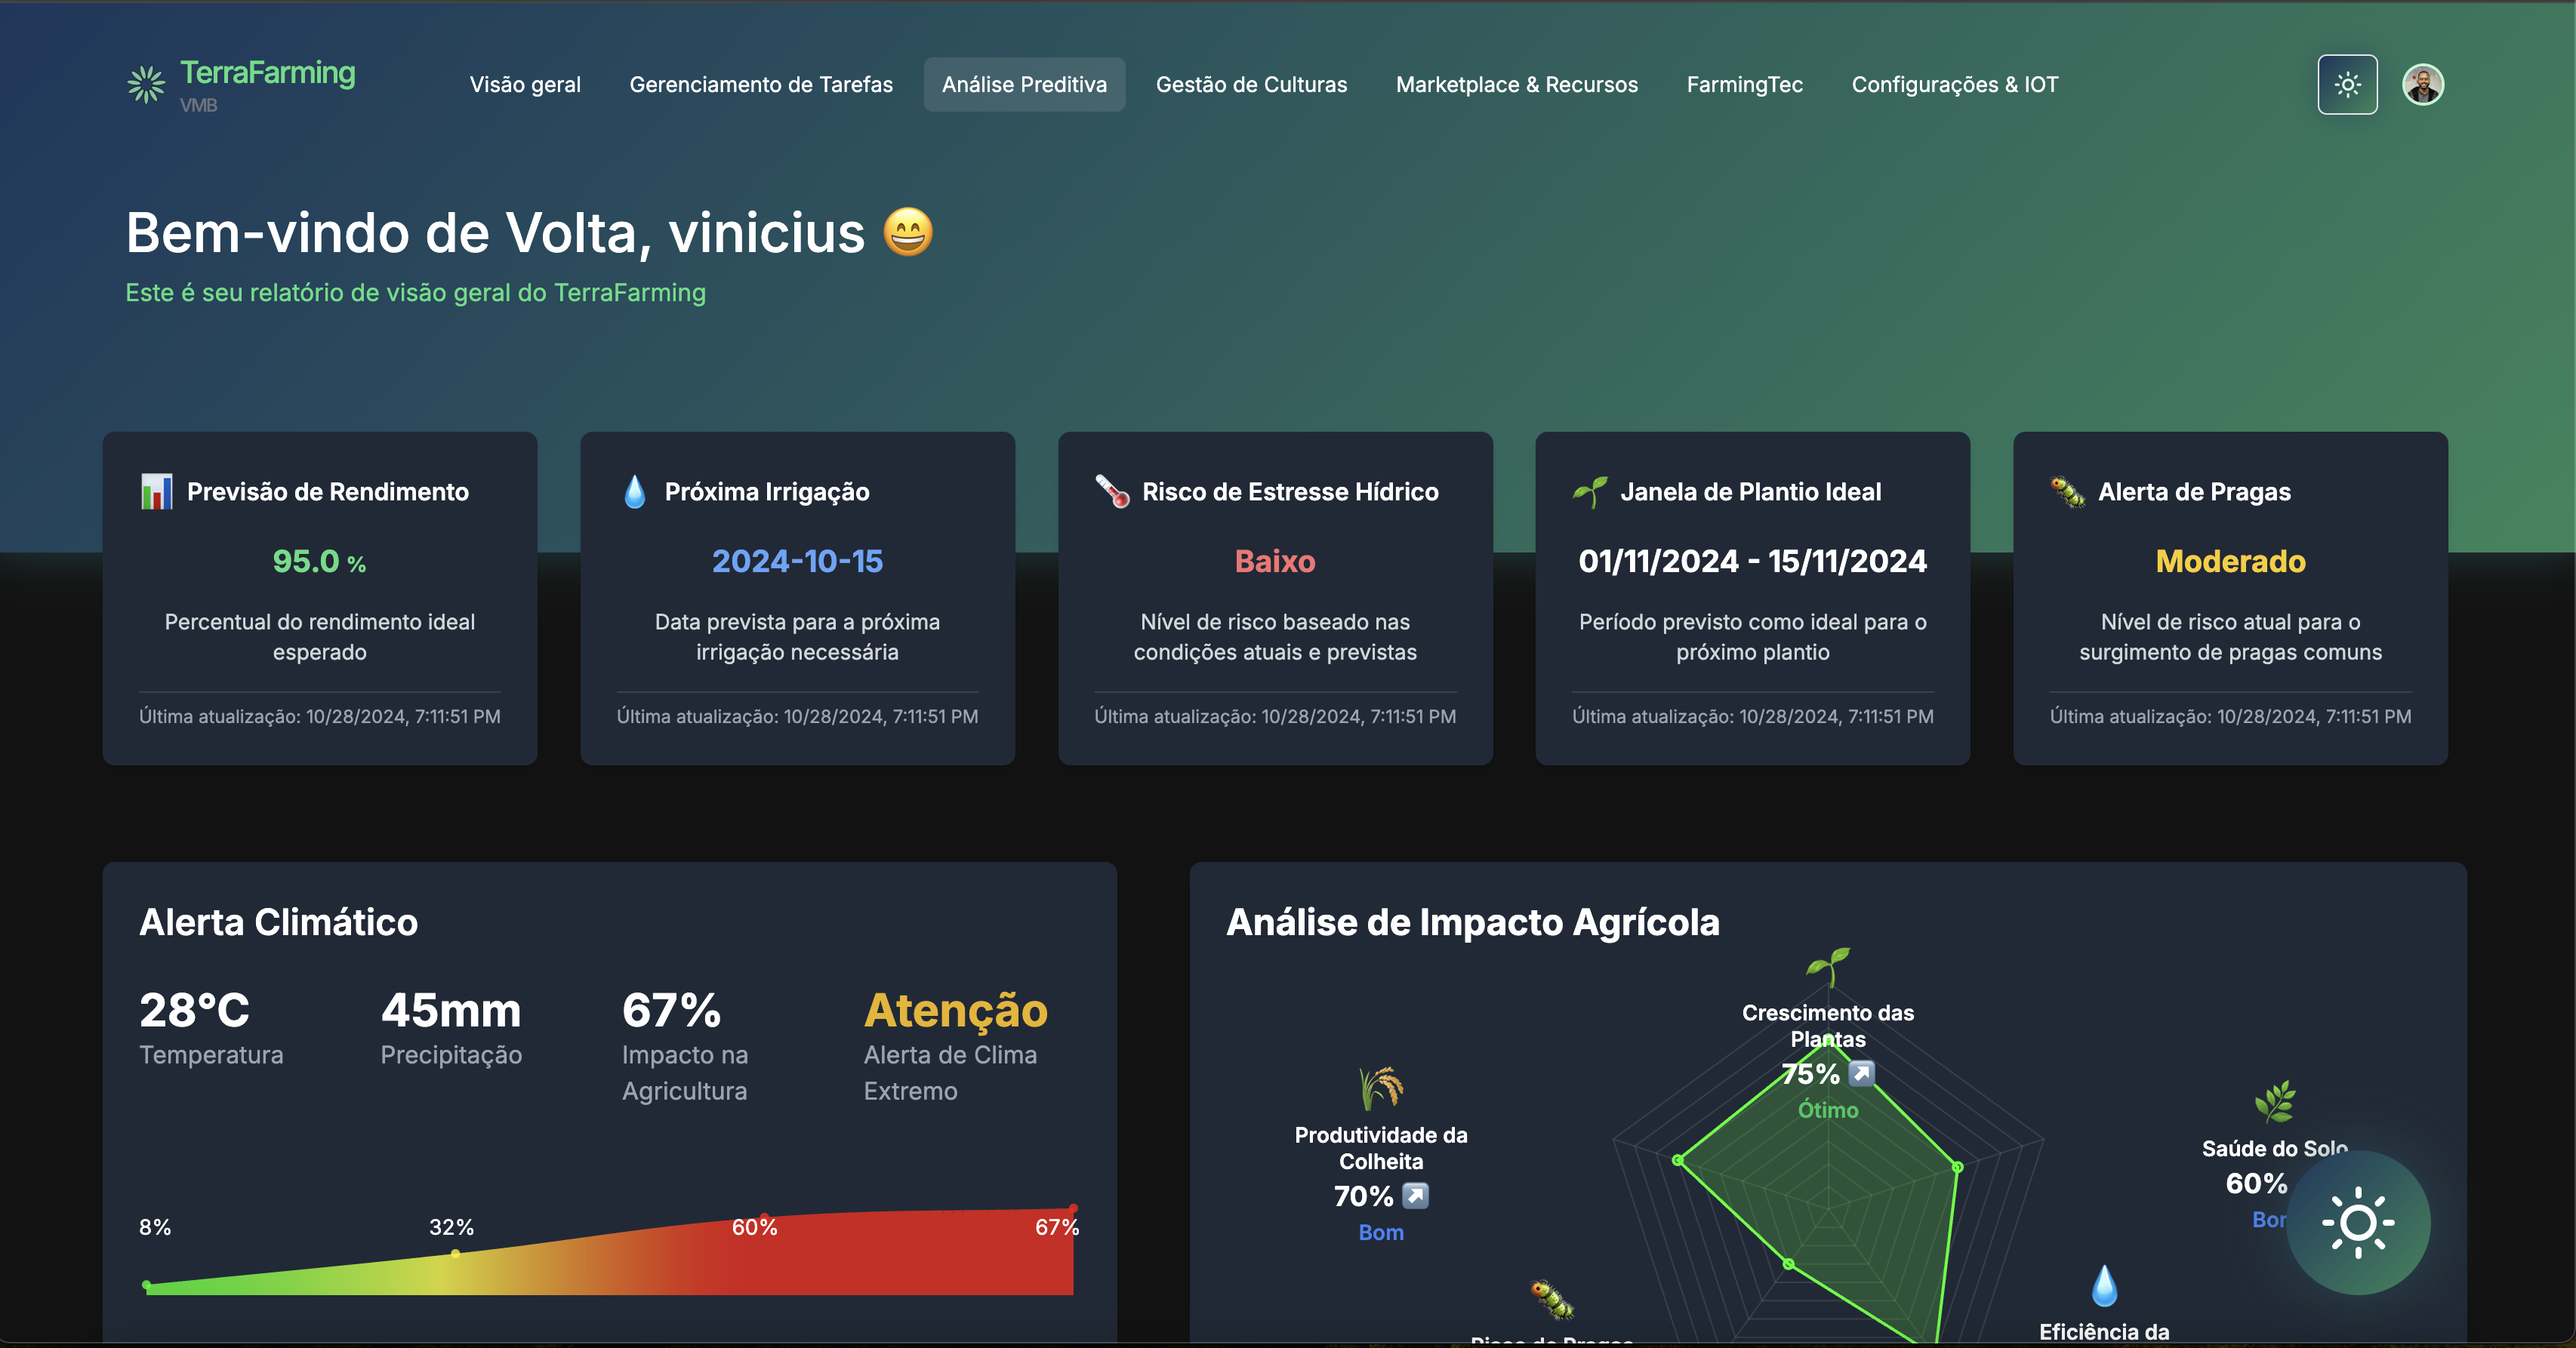 TerraFarming
VMB
Visão geral
Gerenciamento de Tarefas
Análise Preditiva
Gestão de Culturas
Marketplace & Recursos
FarmingTec
Configurações & IOT
Bem-vindo de Volta, vinicius 😄
Este é seu relatório de visão geral do TerraFarming
Previsão de Rendimento
95.0 %
Percentual do rendimento ideal
esperado
Última atualização: 10/28/2024, 7:11:51 PM
Próxima Irrigação
2024-10-15
Data prevista para a próxima
irrigação necessária
Última atualização: 10/28/2024, 7:11:51 PM
Risco de Estresse Hídrico
Baixo
Nível de risco baseado nas
condições atuais e previstas
Última atualização: 10/28/2024, 7:11:51 PM
Janela de Plantio Ideal
01/11/2024 - 15/11/2024
Período previsto como ideal para o
próximo plantio
Última atualização: 10/28/2024, 7:11:51 PM
Alerta de Pragas
Moderado
Nível de risco atual para o
surgimento de pragas comuns
Última atualização: 10/28/2024, 7:11:51 PM
Alerta Climático
28°C
Temperatura
45mm
Precipitação
67%
Impacto na
Agricultura
Atenção
Alerta de Clima
Extremo
8%
32%
60%
67%
Análise de Impacto Agrícola
Crescimento das
Plantas
75%
Ótimo
Produtividade da
Colheita
70%
Bom
Saúde do Solo
60%
Risco de Pragas
Eficiência da